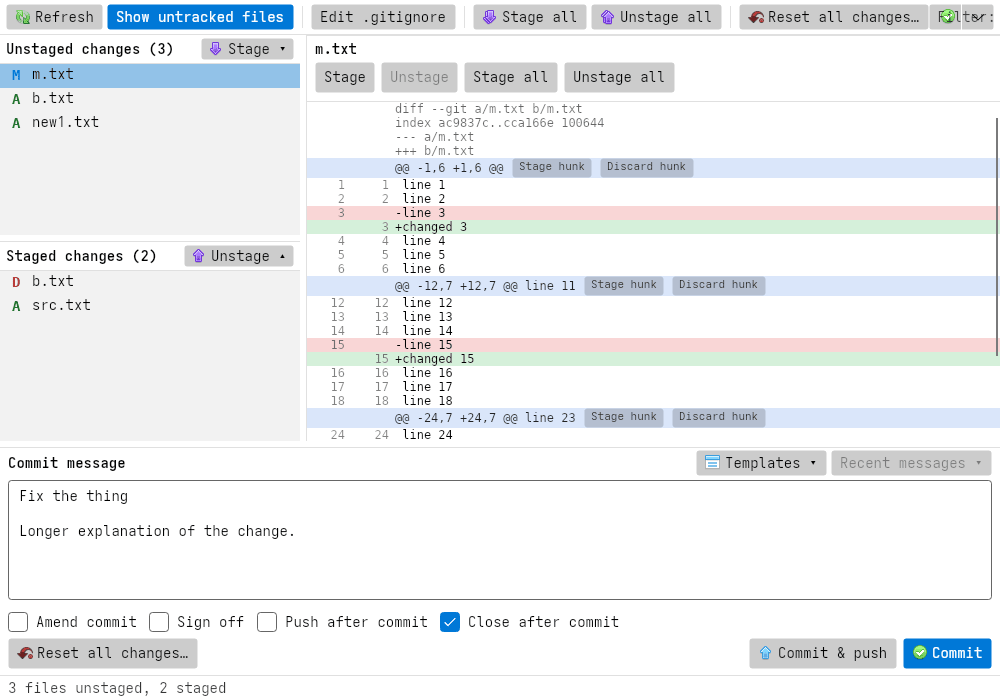 Refresh Show untracked files Edit .gitignore Stage all Unstage all Reset all changes… Filter:
Unstaged changes (3) Stage
M m.txt
A b.txt
A new1.txt
Staged changes (2) Unstage
D b.txt
A src.txt
m.txt
Stage Unstage Stage all Unstage all
diff --git a/m.txt b/m.txt
index ac9837c..cca166e 100644
--- a/m.txt
+++ b/m.txt
@@ -1,6 +1,6 @@ Stage hunk Discard hunk
1 1 line 1
2 2 line 2
3 -line 3
3 +changed 3
4 4 line 4
5 5 line 5
6 6 line 6
@@ -12,7 +12,7 @@ line 11 Stage hunk Discard hunk
12 12 line 12
13 13 line 13
14 14 line 14
15 -line 15
15 +changed 15
16 16 line 16
17 17 line 17
18 18 line 18
@@ -24,7 +24,7 @@ line 23 Stage hunk Discard hunk
24 24 line 24
Commit message Templates Recent messages
Fix the thing
Longer explanation of the change.
Amend commit Sign off Push after commit Close after commit
Reset all changes… Commit & push Commit
3 files unstaged, 2 staged